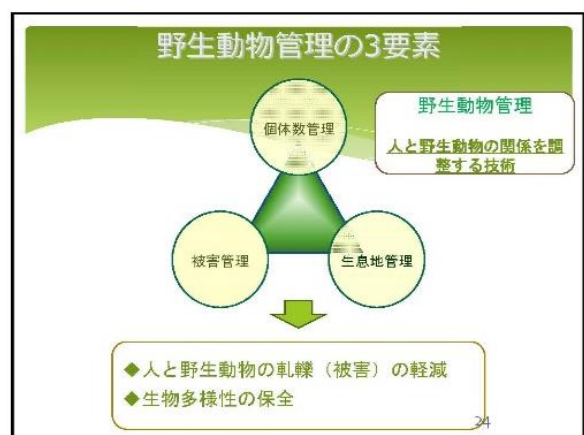 野生動物管理の3要素
個体数管理
野生動物管理
人と野生動物の関係を調
整する技術
被害管理
生息地管理
◆人と野生動物の軋轢（被害）の軽減
◆生物多様性の保全
24